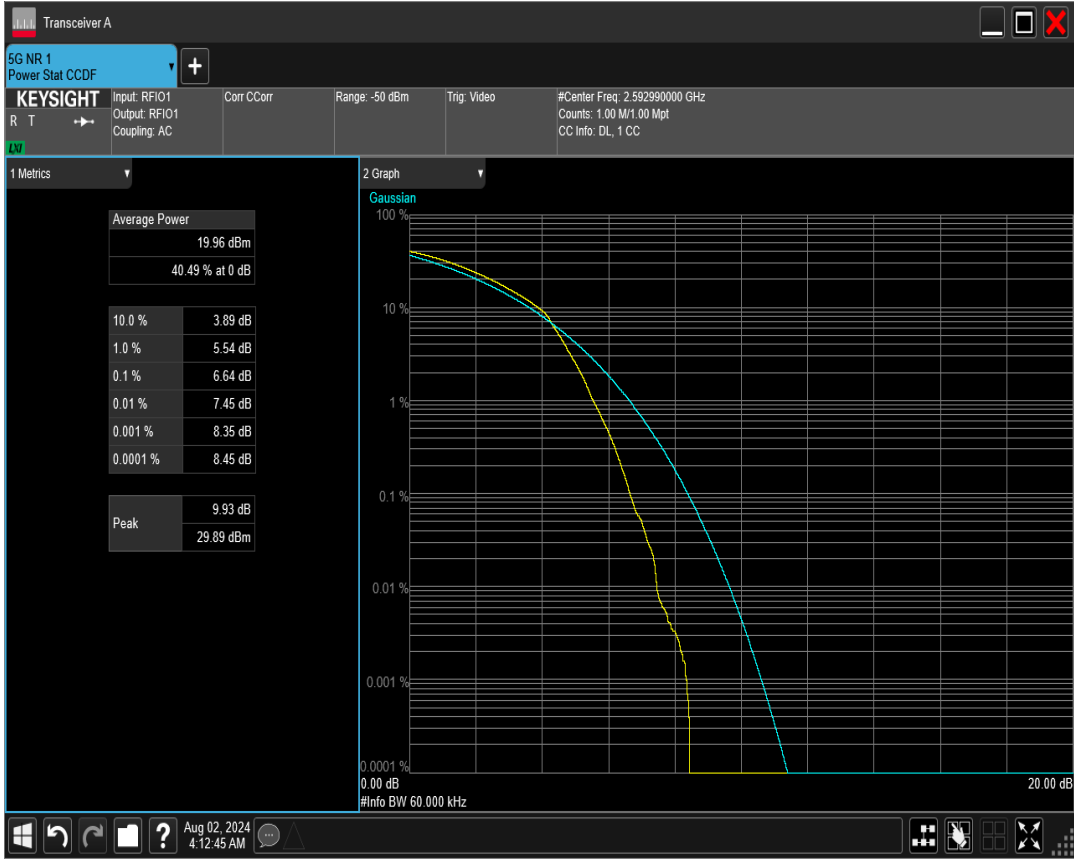 Transceiver A
5G NR 1
Power Stat CCDF
+
KEYSIGHT
R T
LXI
Input: RFIO1
Output: RFIO1
Coupling: AC
Corr CCorr
Range: -50 dBm
Trig: Video
#Center Freq: 2.592990000 GHz
Counts: 1.00 M/1.00 Mpt
CC Info: DL, 1 CC
1 Metrics
Average Power
19.96 dBm
40.49 % at 0 dB
10.0 % 3.89 dB
1.0 % 5.54 dB
0.1 % 6.64 dB
0.01 % 7.45 dB
0.001 % 8.35 dB
0.0001 % 8.45 dB
Peak
9.93 dB
29.89 dBm
2 Graph
Gaussian
100 %
10 %
1 %
0.1 %
0.01 %
0.001 %
0.0001 %
0.00 dB
20.00 dB
#Info BW 60.000 kHz
?
Aug 02, 2024
4:12:45 AM